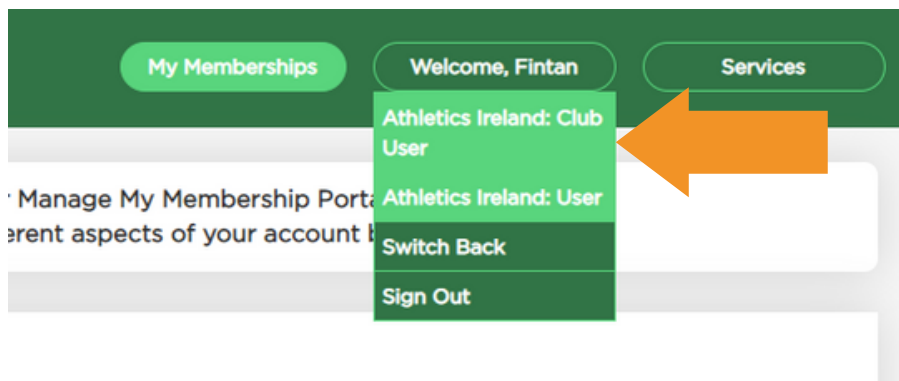 My Memberships
Welcome, Fintan
Services
Athletics Ireland: Club
User
Athletics Ireland: User
Switch Back
Sign Out
Manage My Membership
erent aspects of your account